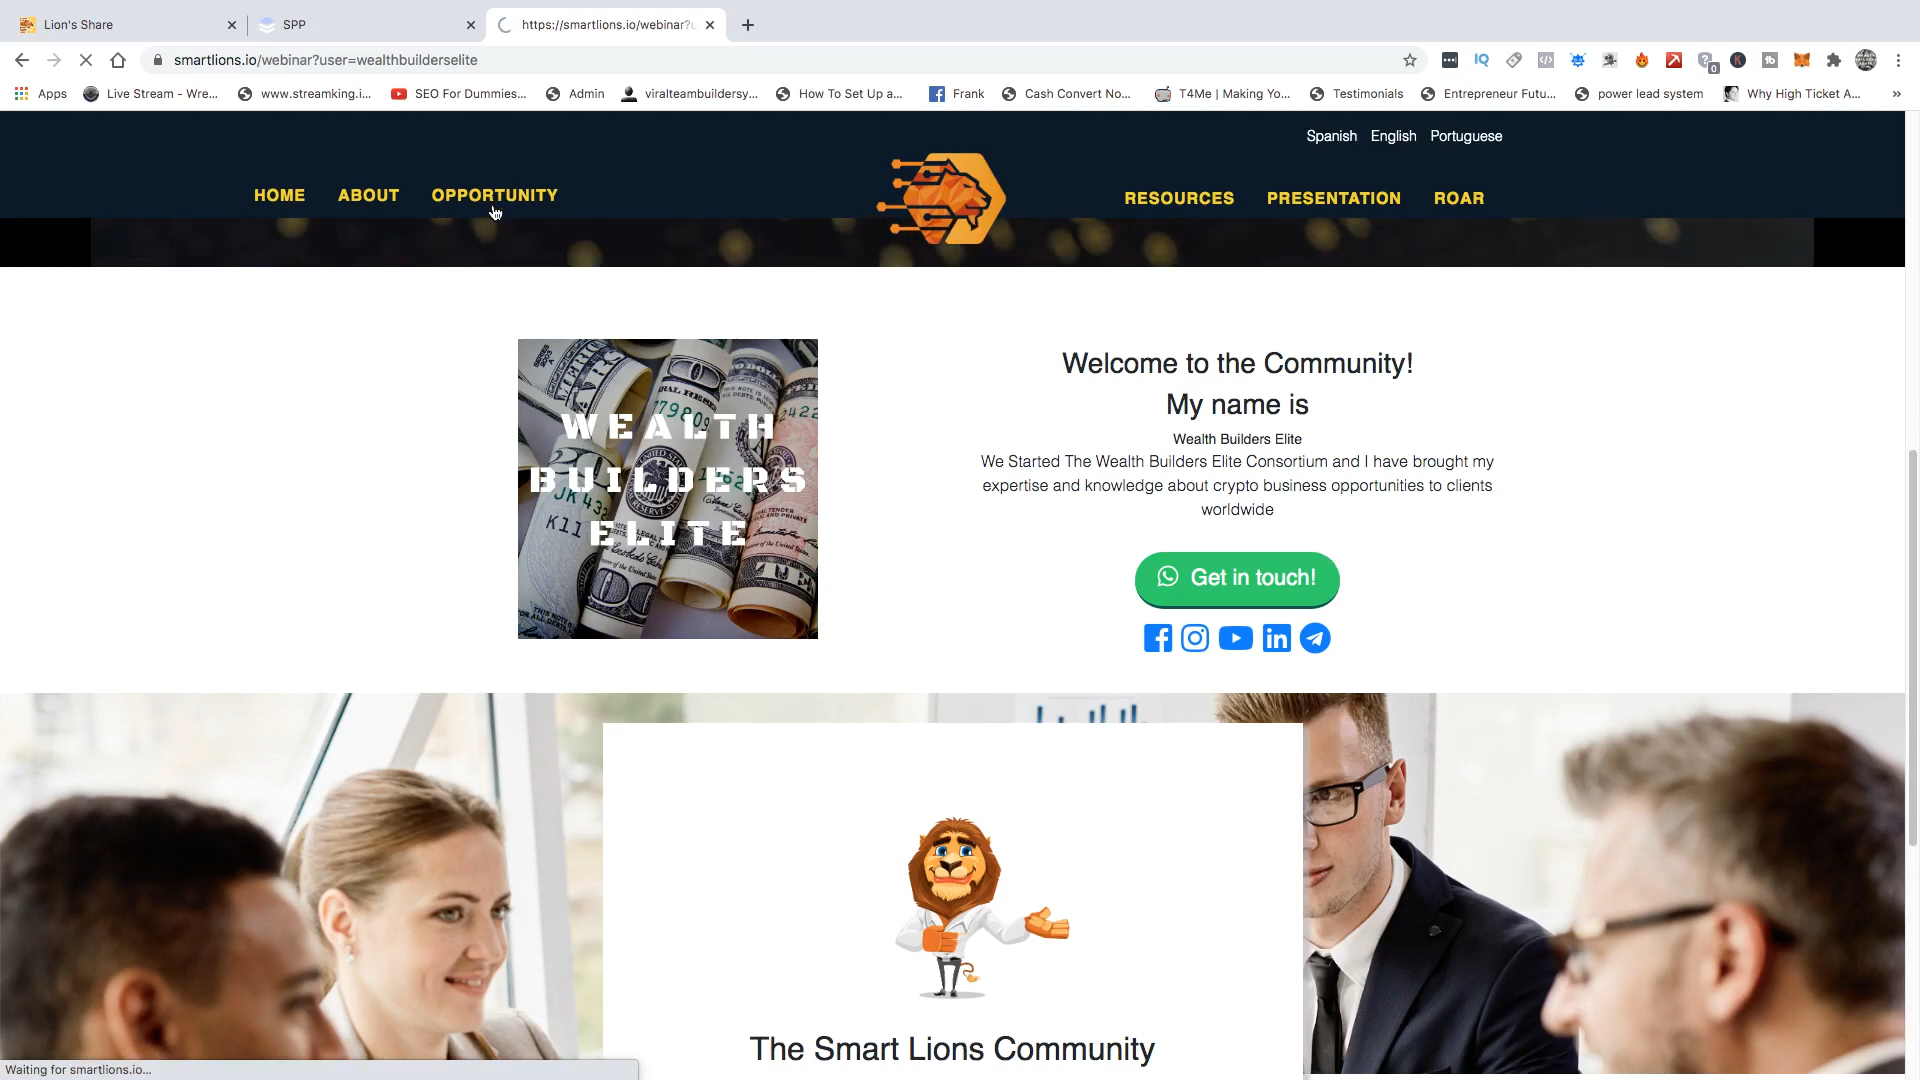 Lion's Share
SPP
https://smartlions.io/webinar?u
smartlions.io/webinar?user=wealthbuilderselite
Apps
Live Stream - Wre...
www.streamking.i...
SEO For Dummies...
Admin
viralteambuildersy...
How To Set Up a...
Frank
Cash Convert No...
T4Me | Making Yo...
Testimonials
Entrepreneur Futu...
power lead system
Why High Ticket A...
»
Spanish English Portuguese
HOME ABOUT OPPORTUNITY
RESOURCES PRESENTATION ROAR
WEALTH
BUILDERS
ELITE
Welcome to the Community!
My name is
Wealth Builders Elite
We Started The Wealth Builders Elite Consortium and I have brought my
expertise and knowledge about crypto business opportunities to clients
worldwide
Get in touch!
The Smart Lions Community
Waiting for smartlions.io...